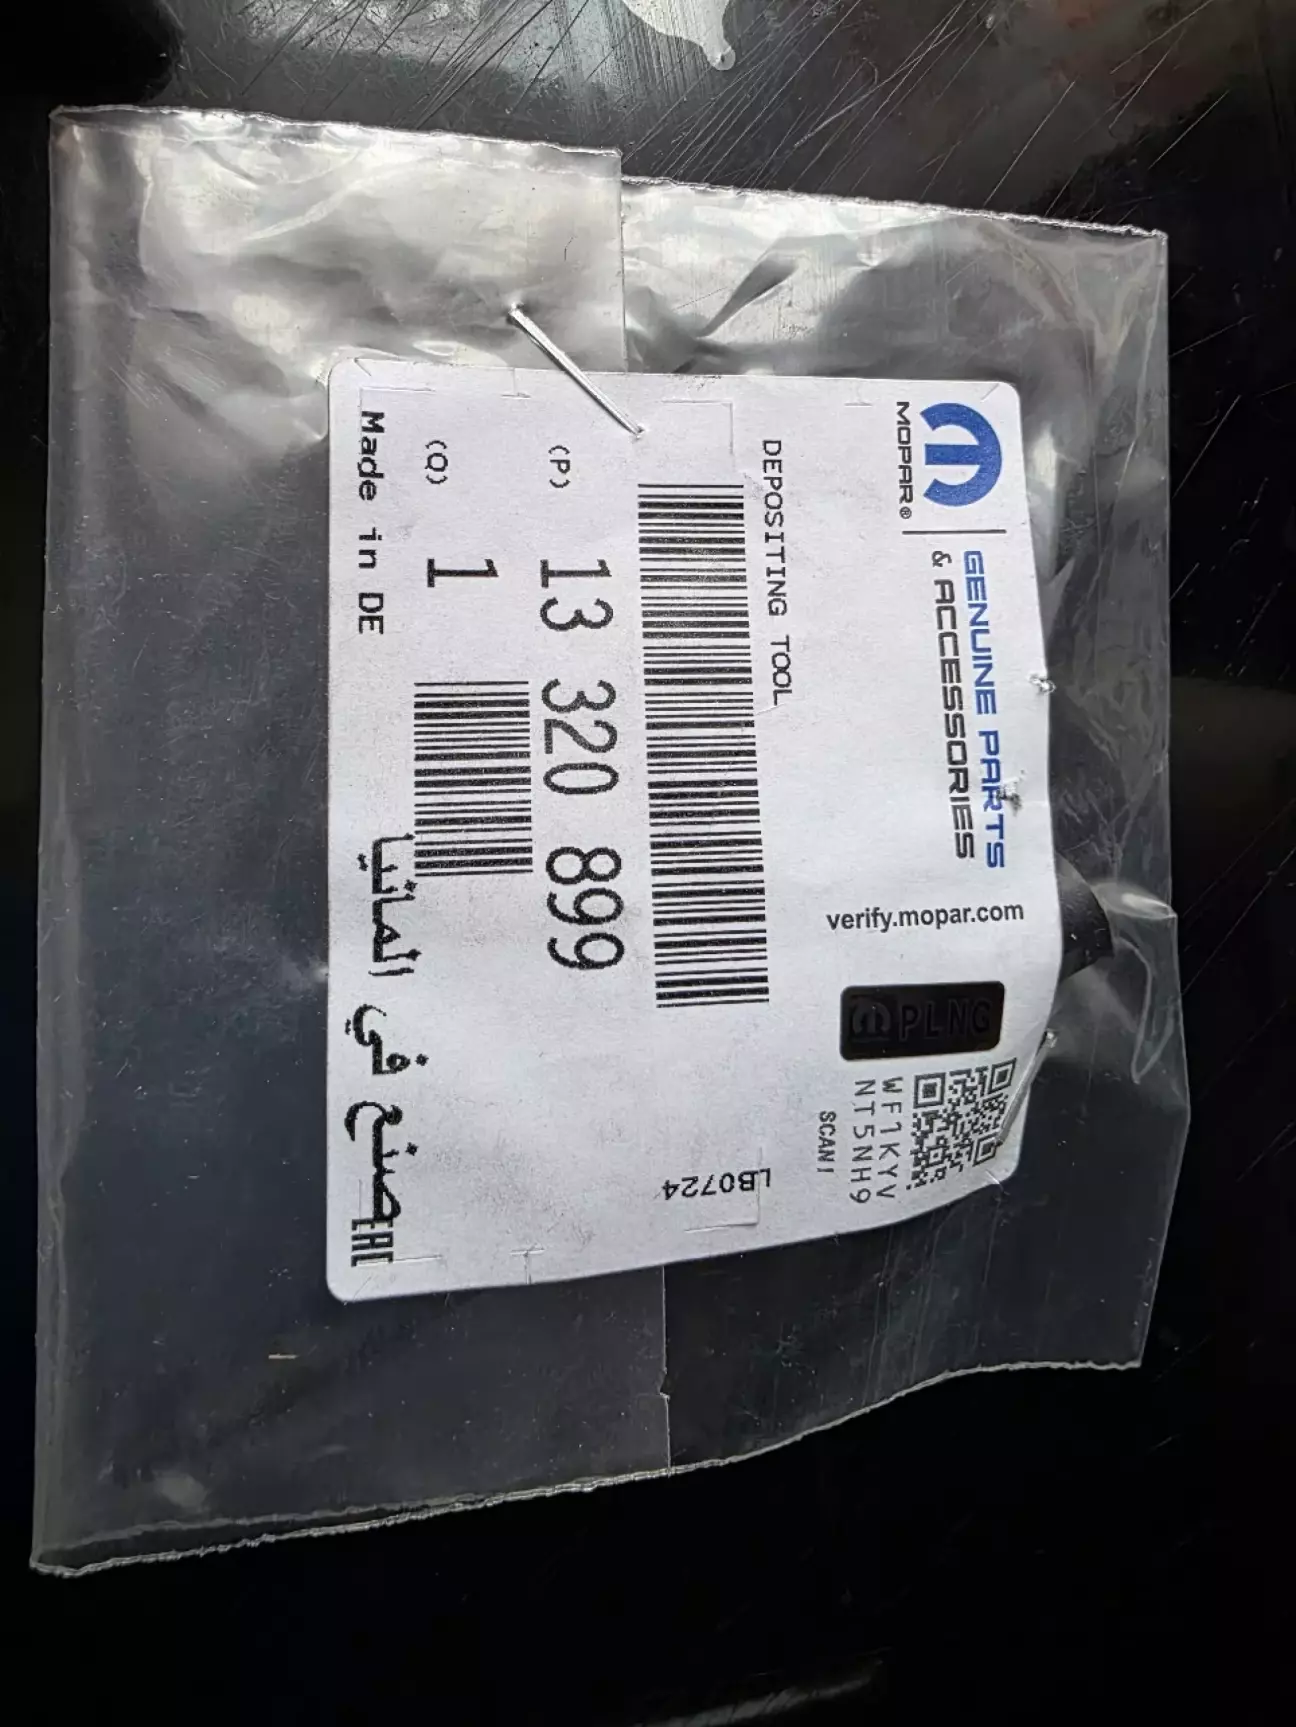 MOPAR®
GENUINE PARTS
& ACCESSORIES
verify.mopar.com
PLNG
WF1KYV
NT5NH9
SCAN!
DEPOSITING TOOL
LB0724
(P) 13 320 899
(Q) 1
Made in DE
صنع في المانيا
EAC